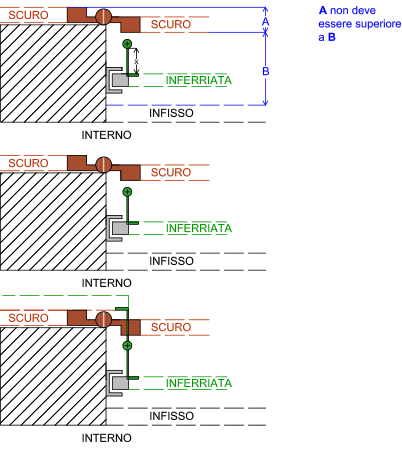 SCURO
SCURO
A
A non deve
essere superiore
a B
x
B
INFERRIATA
INFISSO
INTERNO
SCURO
SCURO
INFERRIATA
INFISSO
INTERNO
SCURO
SCURO
INFERRIATA
INFISSO
INTERNO